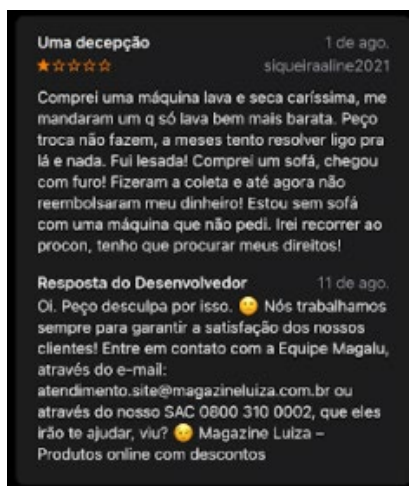 Uma decepção 1 de ago.
★☆☆☆☆ siqueiraaline2021
Comprei uma máquina lava e seca caríssima, me
mandaram um q só lava bem mais barata. Peço
troca não fazem, a meses tento resolver ligo pra
lá e nada. Fui lesada! Comprei um sofá, chegou
com furo! Fizeram a coleta e até agora não
reembolsaram meu dinheiro! Estou sem sofá
com uma máquina que não pedi. Irei recorrer ao
procon, tenho que procurar meus direitos!
Resposta do Desenvolvedor 11 de ago.
Oi. Peço desculpa por isso. 😕 Nós trabalhamos
sempre para garantir a satisfação dos nossos
clientes! Entre em contato com a Equipe Magalu,
através do e-mail:
atendimento.site@magazineluiza.com.br ou
através do nosso SAC 0800 310 0002, que eles
irão te ajudar, viu? 😉 Magazine Luiza –
Produtos online com descontos